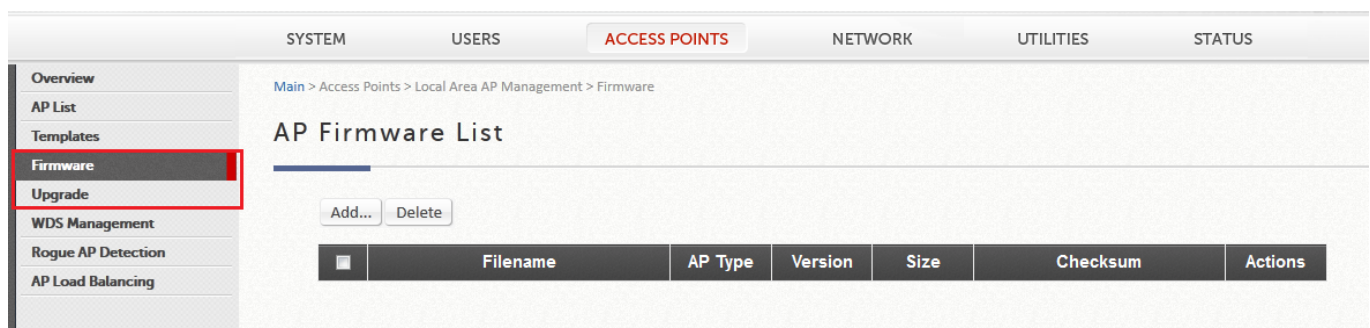 SYSTEM USERS ACCESS POINTS NETWORK UTILITIES STATUS
Overview
AP List
Templates
Firmware
Upgrade
WDS Management
Rogue AP Detection
AP Load Balancing
Main > Access Points > Local Area AP Management > Firmware
AP Firmware List
Add... Delete
Filename AP Type Version Size Checksum Actions